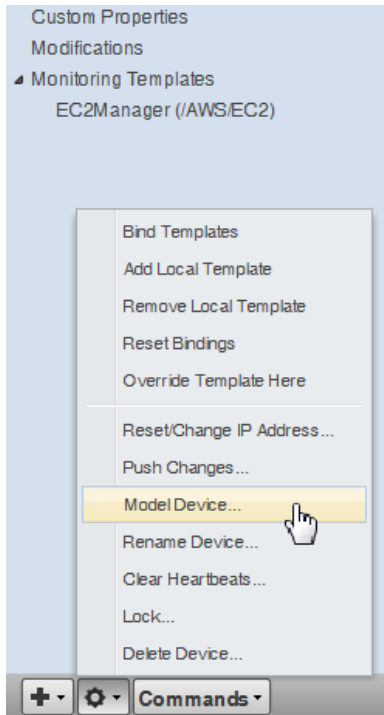 Custom Properties
Modifications
Monitoring Templates
EC2Manager (/AWS/EC2)
Bind Templates
Add Local Template
Remove Local Template
Reset Bindings
Override Template Here
Reset/Change IP Address...
Push Changes...
Model Device...
Rename Device...
Clear Heartbeats...
Lock...
Delete Device...
Commands